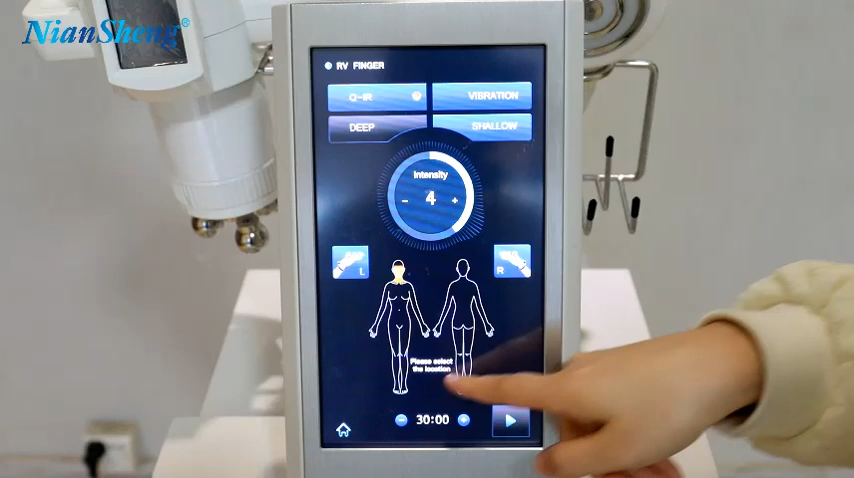 NianSheng®
RV FINGER
Q-IR
VIBRATION
DEEP
SHALLOW
Intensity
- 4 +
L
R
Please select
the location
- 30:00 +